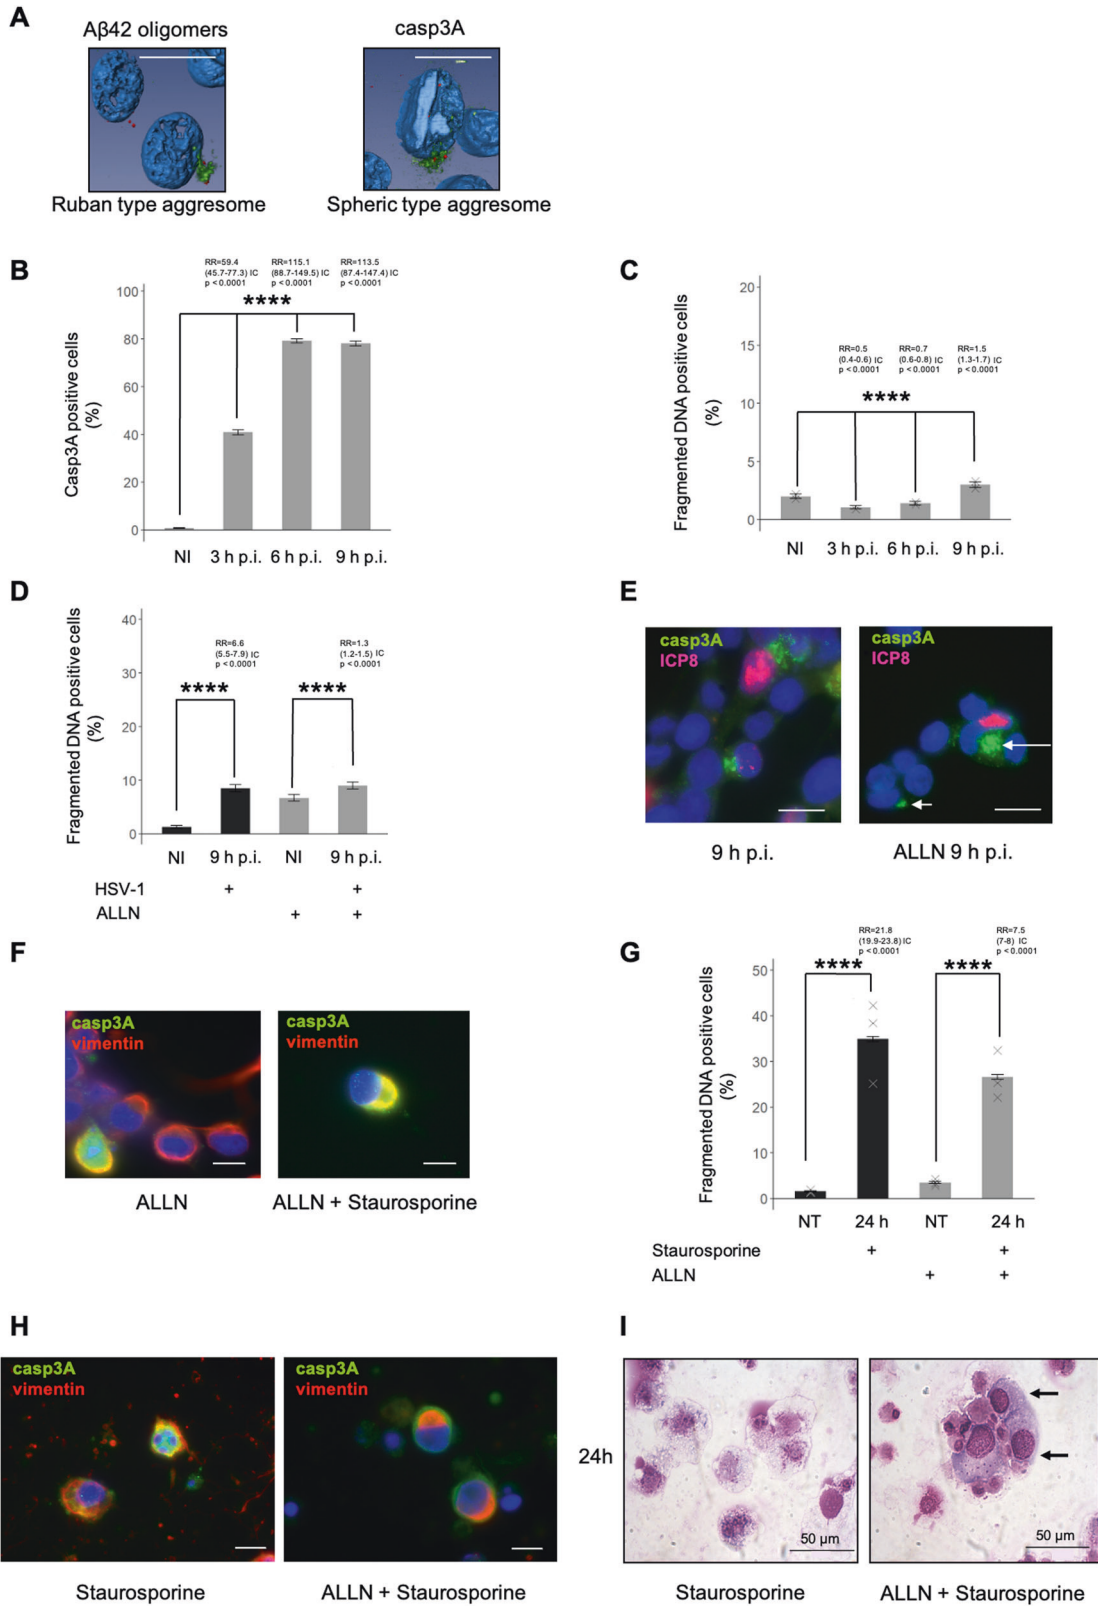 A
Aβ42 oligomers
casp3A
Ruban type aggresome
Spheric type aggresome
B
RR=59.4
(45.7-77.3) IC
p < 0.0001
RR=115.1
(88.7-149.5) IC
p < 0.0001
RR=113.5
(87.4-147.4) IC
p < 0.0001
****
Casp3A positive cells
(%)
100
80
60
40
20
0
NI
3 h p.i.
6 h p.i.
9 h p.i.
C
RR=0.5
(0.4-0.6) IC
p < 0.0001
RR=0.7
(0.6-0.8) IC
p < 0.0001
RR=1.5
(1.3-1.7) IC
p < 0.0001
****
Fragmented DNA positive cells
(%)
20
15
10
5
0
NI
3 h p.i.
6 h p.i.
9 h p.i.
D
RR=6.6
(5.5-7.9) IC
p < 0.0001
RR=1.3
(1.2-1.5) IC
p < 0.0001
****
****
Fragmented DNA positive cells
(%)
40
30
20
10
0
NI
9 h p.i.
NI
9 h p.i.
HSV-1 + +
ALLN + +
E
casp3A
ICP8
casp3A
ICP8
9 h p.i.
ALLN 9 h p.i.
F
casp3A
vimentin
casp3A
vimentin
ALLN
ALLN + Staurosporine
G
RR=21.8
(19.9-23.8) IC
p < 0.0001
RR=7.5
(7-8) IC
p < 0.0001
****
****
Fragmented DNA positive cells
(%)
50
40
30
20
10
0
NT
24 h
NT
24 h
Staurosporine + +
ALLN + +
H
casp3A
vimentin
casp3A
vimentin
Staurosporine
ALLN + Staurosporine
I
24h
50 µm
50 µm
Staurosporine
ALLN + Staurosporine